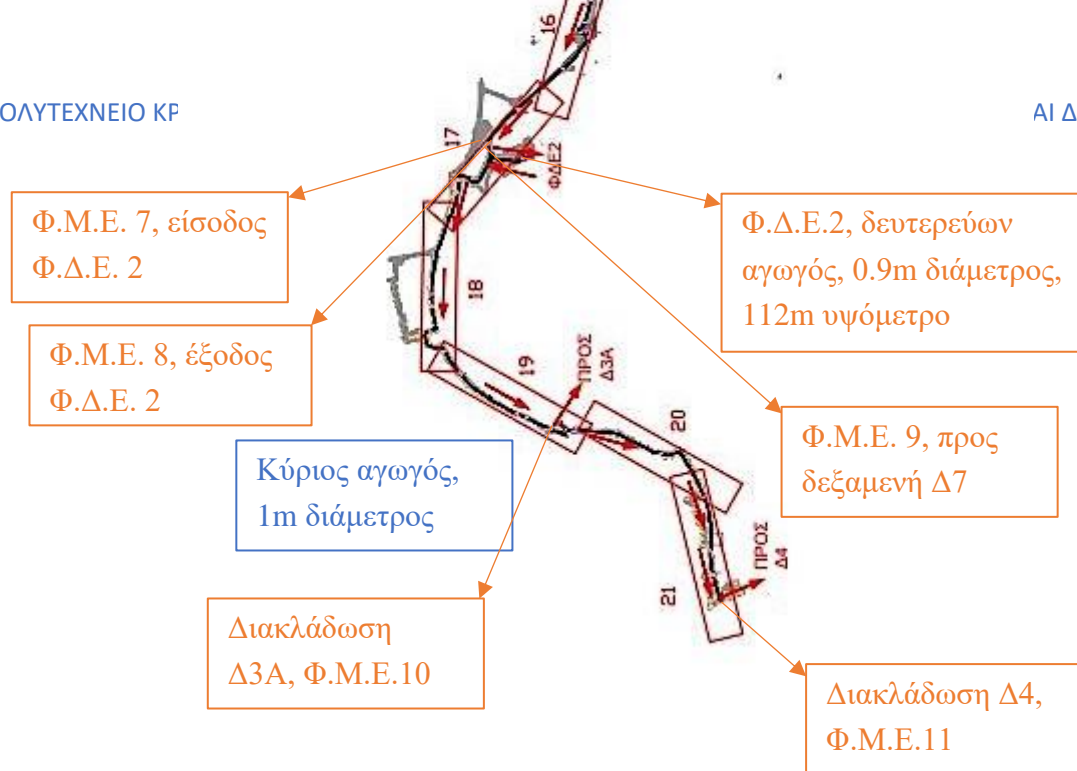 16
ΟΛΥΤΕΧΝΕΙΟ ΚΡ
ΑΙ Δ
17
ΦΔΕ2
Φ.Μ.Ε. 7, είσοδος
Φ.Δ.Ε. 2
Φ.Δ.Ε.2, δευτερεύων
αγωγός, 0.9m διάμετρος,
112m υψόμετρο
18
Φ.Μ.Ε. 8, έξοδος
Φ.Δ.Ε. 2
19
ΠΡΟΣ
Δ3Α
20
Φ.Μ.Ε. 9, προς
δεξαμενή Δ7
Κύριος αγωγός,
1m διάμετρος
ΠΡΟΣ
Δ4
21
Διακλάδωση
Δ3Α, Φ.Μ.Ε.10
Διακλάδωση Δ4,
Φ.Μ.Ε.11